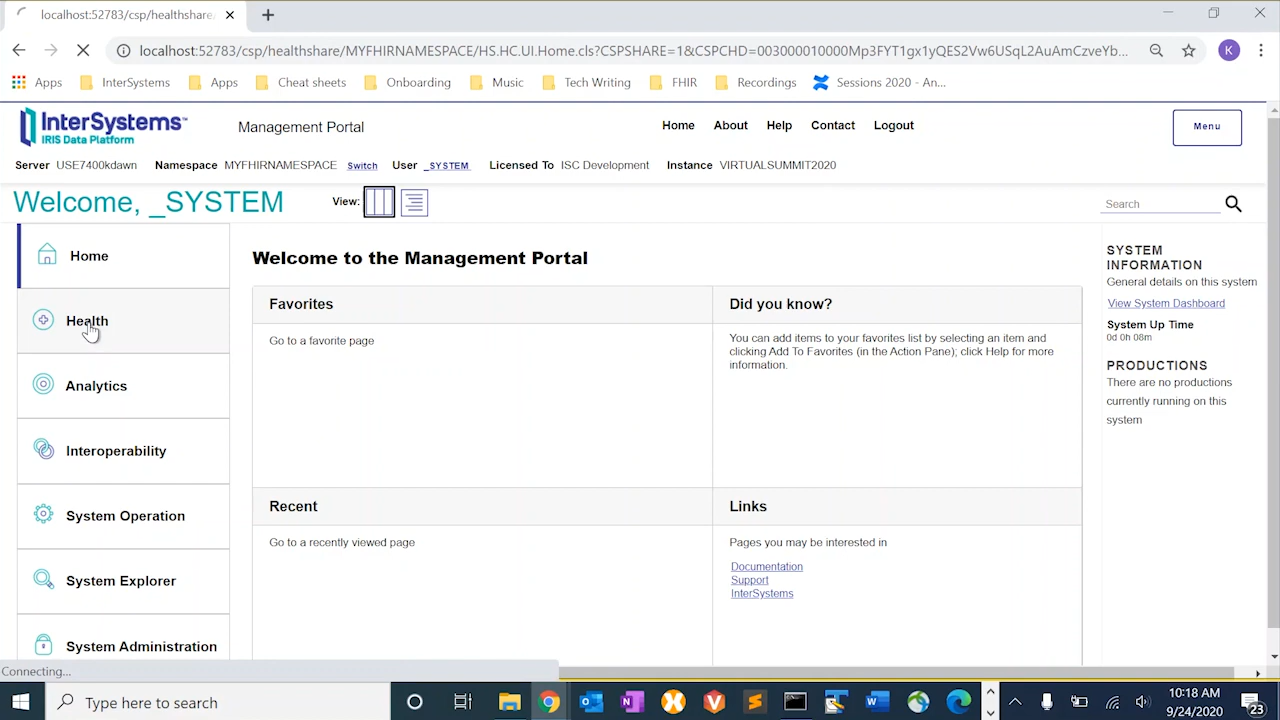 localhost:52783/csp/healthshare/
localhost:52783/csp/healthshare/MYFHIRNAMESPACE/HS.HC.UI.Home.cls?CSPSHARE=1&CSPCHD=003000010000Mp3FYT1gx1yQES2Vw6USqL2AuAmCzveYb...
K
Apps InterSystems Apps Cheat sheets Onboarding Music Tech Writing FHIR Recordings Sessions 2020 - An...
InterSystems™
IRIS Data Platform
Management Portal
Home About Help Contact Logout
Menu
Server USE7400kdawn Namespace MYFHIRNAMESPACE Switch User _SYSTEM Licensed To ISC Development Instance VIRTUALSUMMIT2020
Welcome, _SYSTEM
View:
Search
Home
Health
Analytics
Interoperability
System Operation
System Explorer
System Administration
Welcome to the Management Portal
Favorites
Go to a favorite page
Did you know?
You can add items to your favorites list by selecting an item and
clicking Add To Favorites (in the Action Pane); click Help for more
information.
Recent
Go to a recently viewed page
Links
Pages you may be interested in
Documentation
Support
InterSystems
SYSTEM
INFORMATION
General details on this system
View System Dashboard
System Up Time
0d 0h 08m
PRODUCTIONS
There are no productions
currently running on this
system
Connecting...
Type here to search
10:18 AM
9/24/2020
23